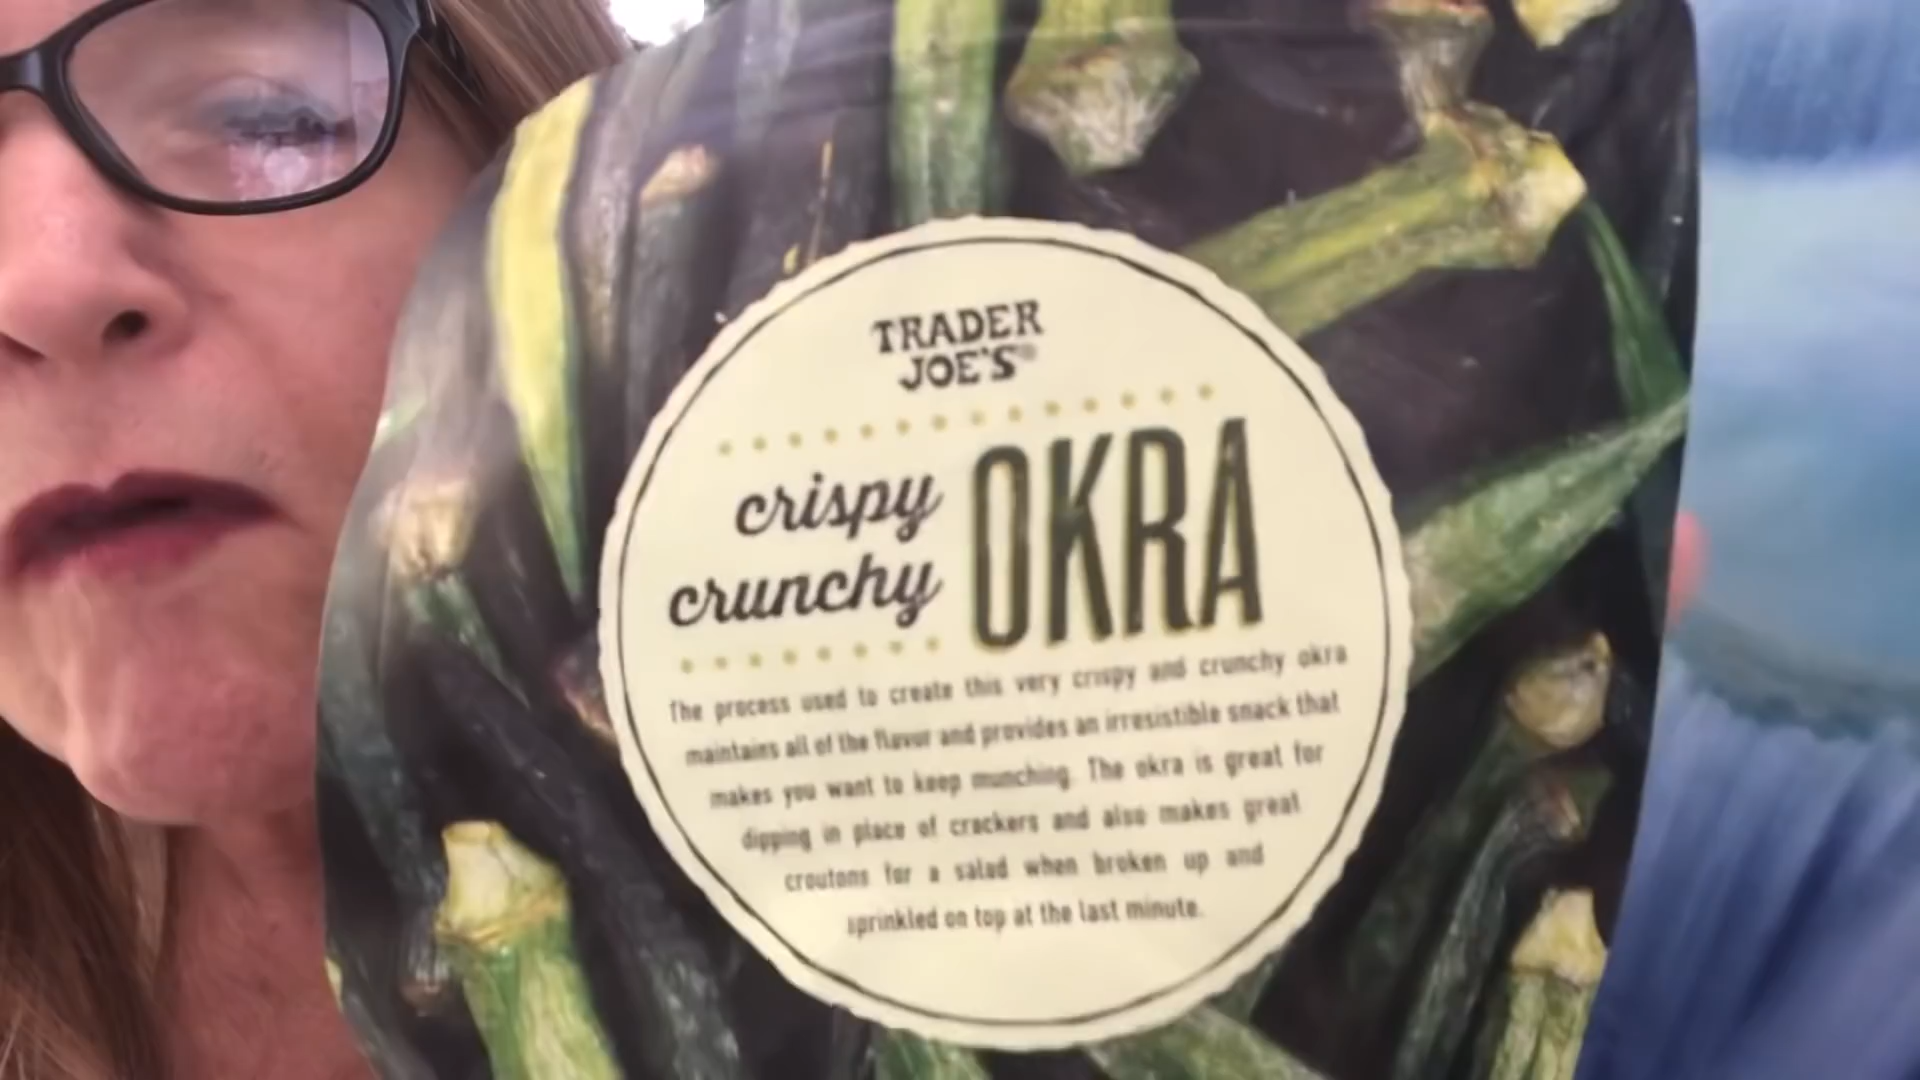 TRADER
JOE'S®
crispy
crunchy
OKRA
The process used to create this very crispy and crunchy okra
maintains all of the flavor and provides an irresistible snack that
makes you want to keep munching. The okra is great for
dipping in place of crackers and also makes great
croutons for a salad when broken up and
sprinkled on top at the last minute.